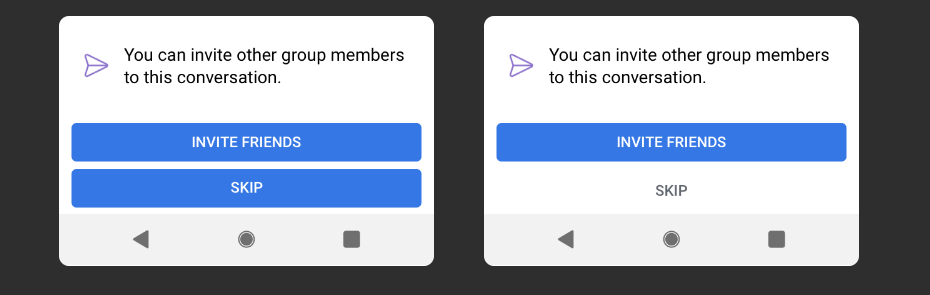 You can invite other group members
to this conversation.
INVITE FRIENDS
SKIP
You can invite other group members
to this conversation.
INVITE FRIENDS
SKIP